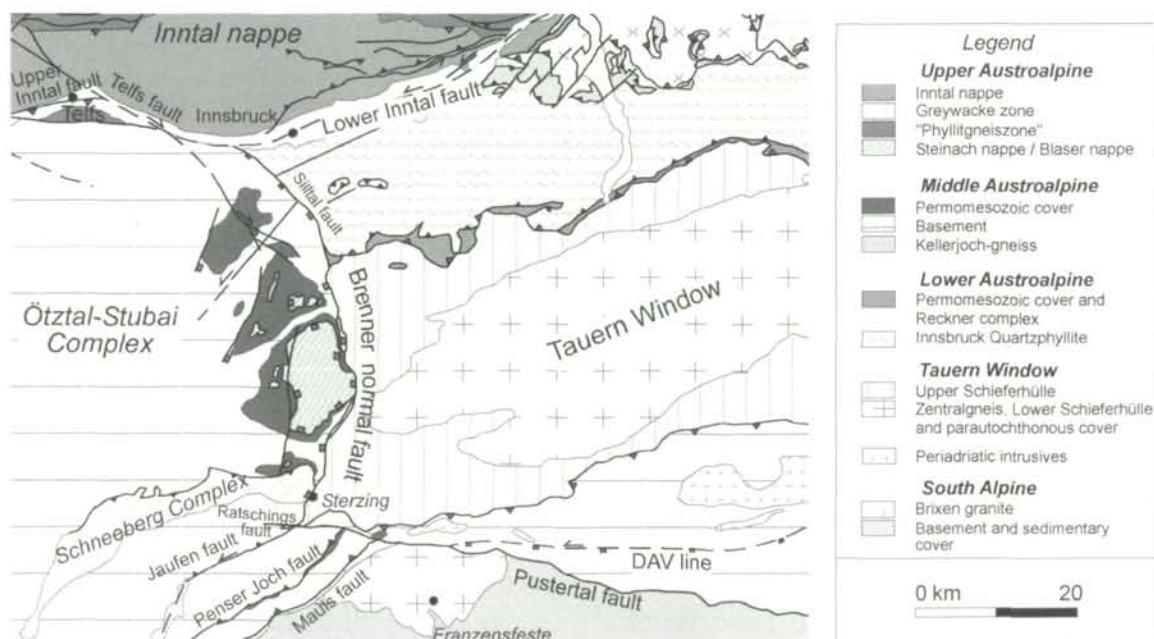 Inntal nappe
Upper
Inntal fault
Telfs fault
Telfs
Innsbruck
Lower Inntal fault
Silltal fault
Brenner normal fault
Tauern Window
Ötztal-Stubai
Complex
Schneeberg Complex
Sterzing
Ratschings
fault
Jaufen fault
Penser Joch fault
Mauls fault
DAV line
Pustertal fault
Franzensfeste
Legend
Upper Austroalpine
Inntal nappe
Greywacke zone
"Phyllitgneiszone"
Steinach nappe / Blaser nappe
Middle Austroalpine
Permomesozoic cover
Basement
Kellerjoch-gneiss
Lower Austroalpine
Permomesozoic cover and
Reckner complex
Innsbruck Quartzphyllite
Tauern Window
Upper Schieferhülle
Zentralgneis, Lower Schieferhülle
and parautochthonous cover
Periadriatic intrusives
South Alpine
Brixen granite
Basement and sedimentary
cover
0 km 20